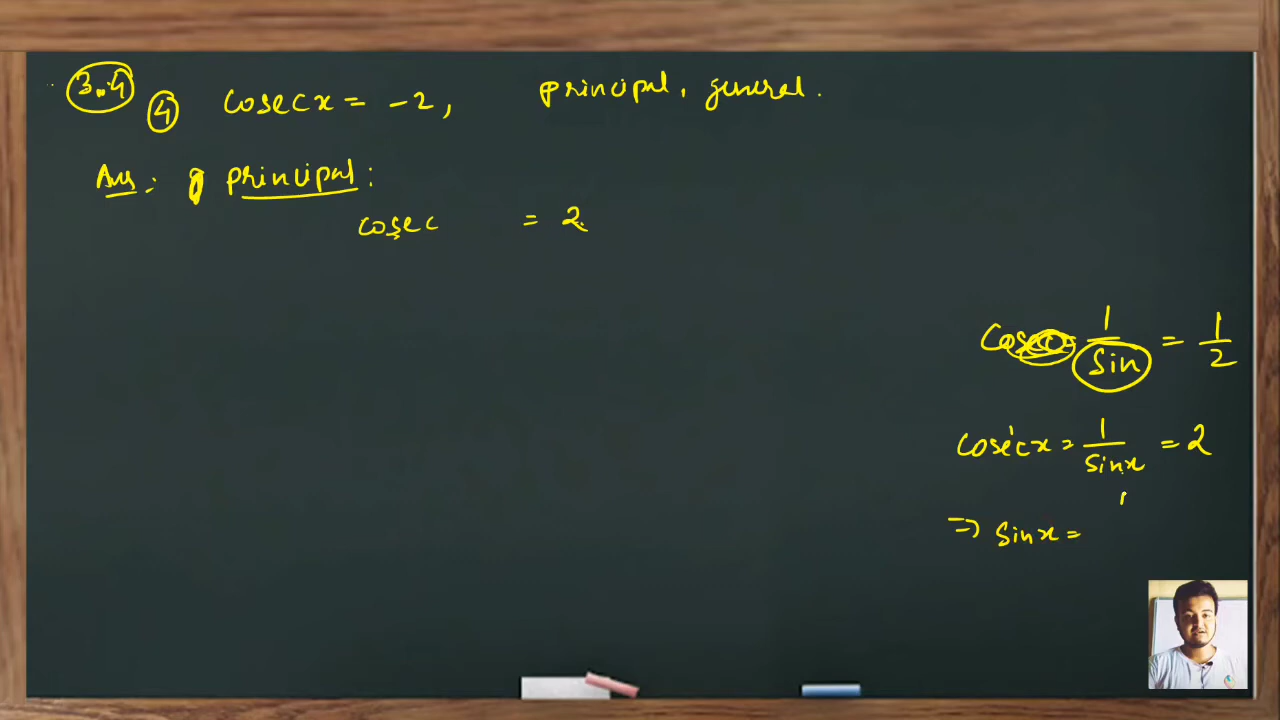 3.4
④ cosec x = -2, principal, general.
Ans: principal:
cosec = 2
= 1/sin = 1/2
cosec x = 1/sin x = 2
=> sin x =